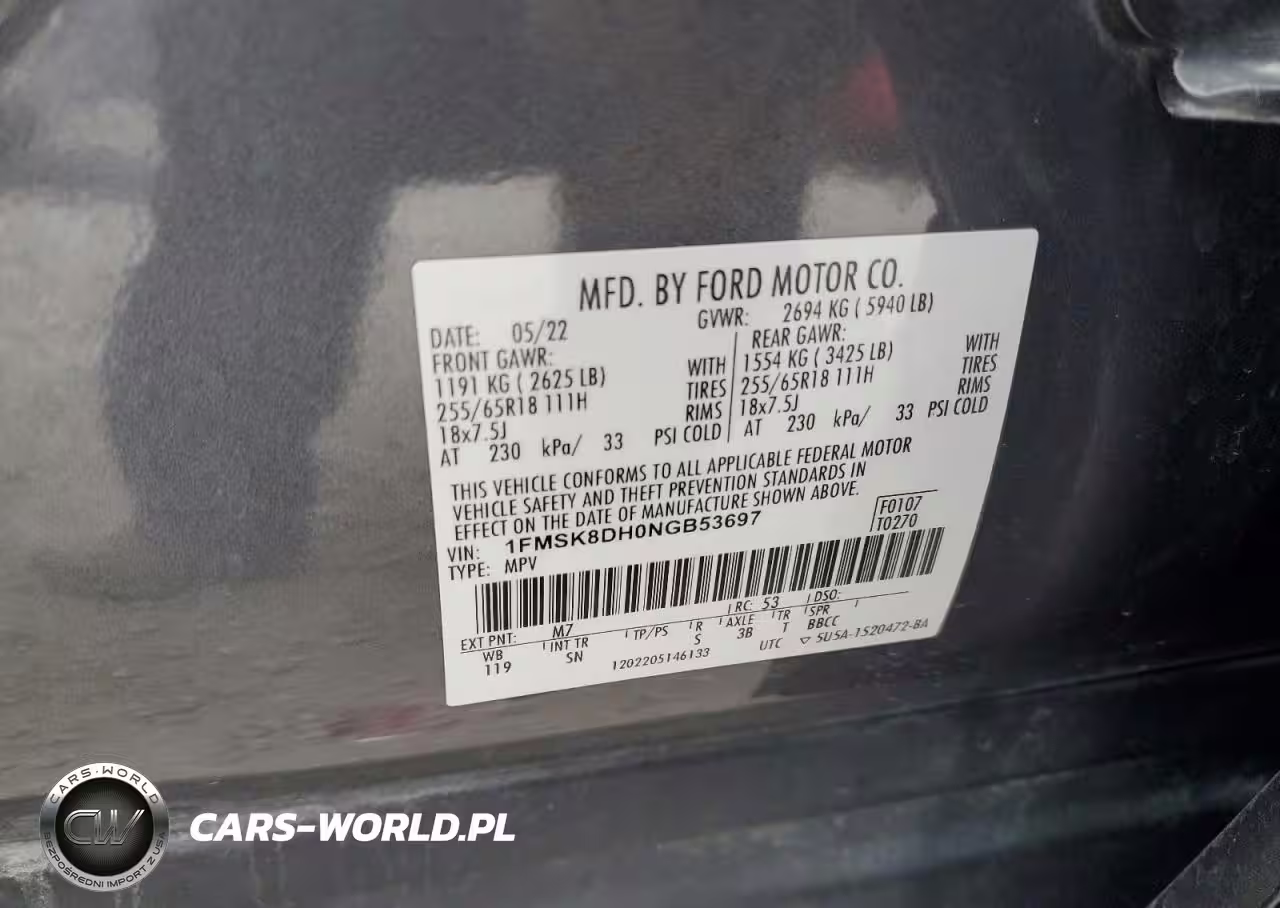 MFD. BY FORD MOTOR CO.
DATE: 05/22 GVWR: 2694 KG ( 5940 LB)
FRONT GAWR: REAR GAWR:
1191 KG ( 2625 LB) WITH 1554 KG ( 3425 LB) WITH
255/65R18 111H TIRES 255/65R18 111H TIRES
18x7.5J RIMS 18x7.5J RIMS
AT 230 kPa/ 33 PSI COLD AT 230 kPa/ 33 PSI COLD
THIS VEHICLE CONFORMS TO ALL APPLICABLE FEDERAL MOTOR
VEHICLE SAFETY AND THEFT PREVENTION STANDARDS IN
EFFECT ON THE DATE OF MANUFACTURE SHOWN ABOVE.
F0107
VIN: 1FMSK8DH0NGB53697 T0270
TYPE: MPV
EXT PNT: M7 RC: 53 DSO:
WB INT TR TP/PS R AXLE TR SPR
119 SN S 3B T BBCC
1202205146133 UTC ▽ 5U5A-1520472-BA
CARS-WORLD
CW
BEZPOŚREDNI IMPORT Z USA
CARS-WORLD.PL